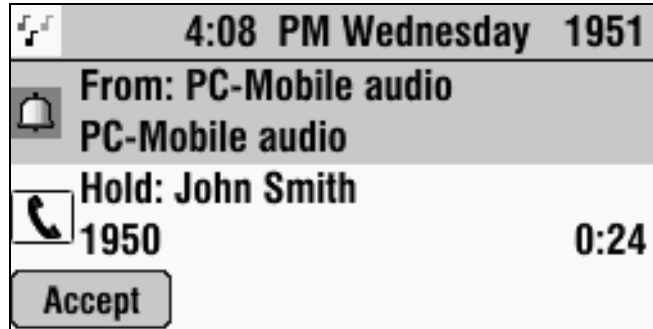 4:08 PM Wednesday 1951
From: PC-Mobile audio
PC-Mobile audio
Hold: John Smith
1950 0:24
Accept